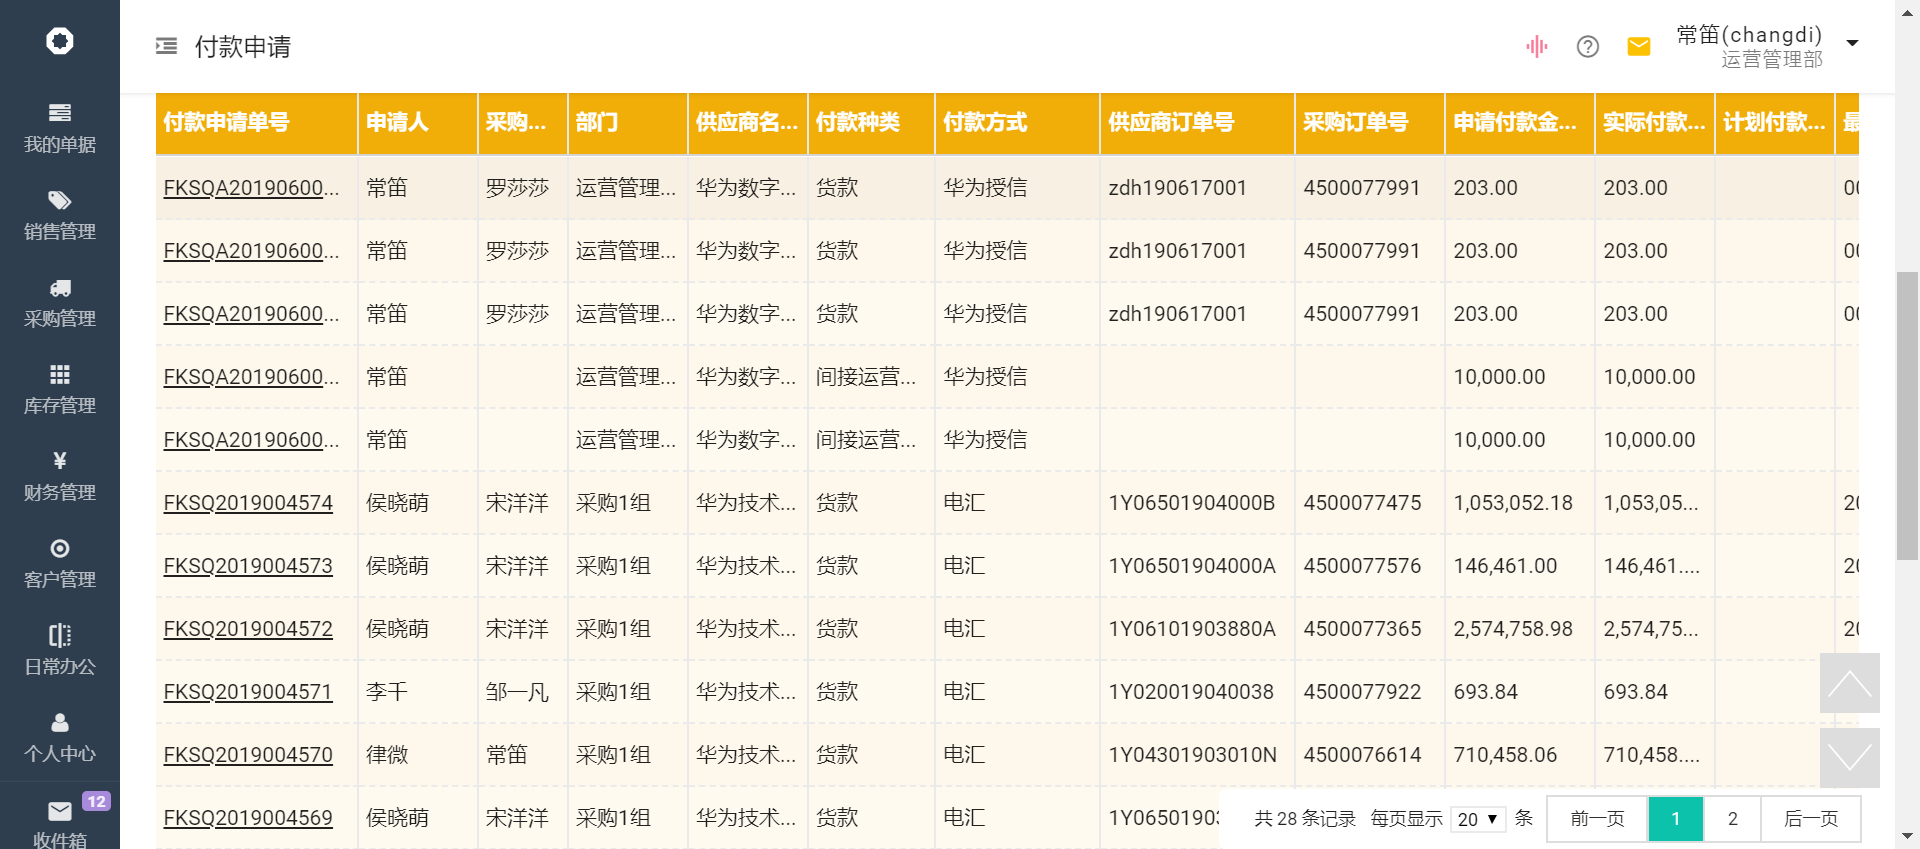 付款申请
常笛(changdi)
运营管理部
我的单据
销售管理
采购管理
库存管理
财务管理
客户管理
日常办公
个人中心
12
收件箱
付款申请单号 申请人 采购... 部门 供应商名... 付款种类 付款方式 供应商订单号 采购订单号 申请付款金... 实际付款... 计划付款... 最
FKSQA20190600... 常笛 罗莎莎 运营管理... 华为数字... 货款 华为授信 zdh190617001 4500077991 203.00 203.00 00
FKSQA20190600... 常笛 罗莎莎 运营管理... 华为数字... 货款 华为授信 zdh190617001 4500077991 203.00 203.00 00
FKSQA20190600... 常笛 罗莎莎 运营管理... 华为数字... 货款 华为授信 zdh190617001 4500077991 203.00 203.00 00
FKSQA20190600... 常笛 运营管理... 华为数字... 间接运营... 华为授信 10,000.00 10,000.00
FKSQA20190600... 常笛 运营管理... 华为数字... 间接运营... 华为授信 10,000.00 10,000.00
FKSQ2019004574 侯晓萌 宋洋洋 采购1组 华为技术... 货款 电汇 1Y06501904000B 4500077475 1,053,052.18 1,053,05... 20
FKSQ2019004573 侯晓萌 宋洋洋 采购1组 华为技术... 货款 电汇 1Y06501904000A 4500077576 146,461.00 146,461.... 20
FKSQ2019004572 侯晓萌 宋洋洋 采购1组 华为技术... 货款 电汇 1Y06101903880A 4500077365 2,574,758.98 2,574,75... 20
FKSQ2019004571 李千 邹一凡 采购1组 华为技术... 货款 电汇 1Y020019040038 4500077922 693.84 693.84
FKSQ2019004570 律微 常笛 采购1组 华为技术... 货款 电汇 1Y04301903010N 4500076614 710,458.06 710,458....
FKSQ2019004569 侯晓萌 宋洋洋 采购1组 华为技术... 货款 电汇 1Y0650190
共 28 条记录 每页显示 20 ▼ 条 前一页 1 2 后一页